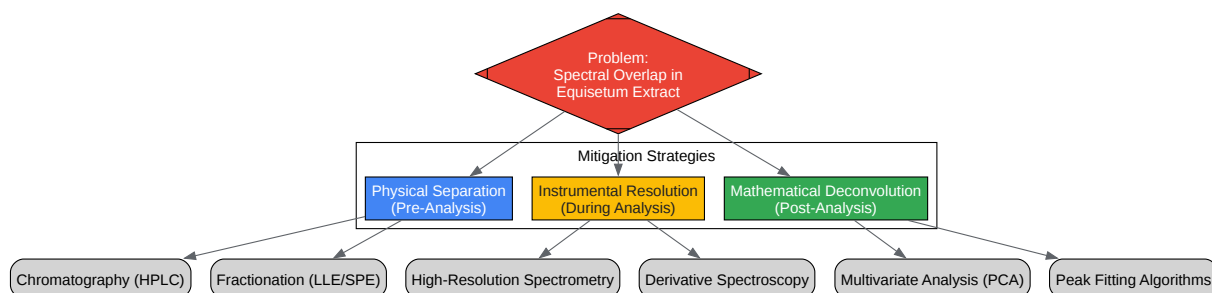 Problem:
Spectral Overlap in
Equisetum Extract
Mitigation Strategies
Physical Separation
(Pre-Analysis)
Instrumental Resolution
(During Analysis)
Mathematical Deconvolution
(Post-Analysis)
Chromatography (HPLC)
Fractionation (LLE/SPE)
High-Resolution Spectrometry
Derivative Spectroscopy
Multivariate Analysis (PCA)
Peak Fitting Algorithms